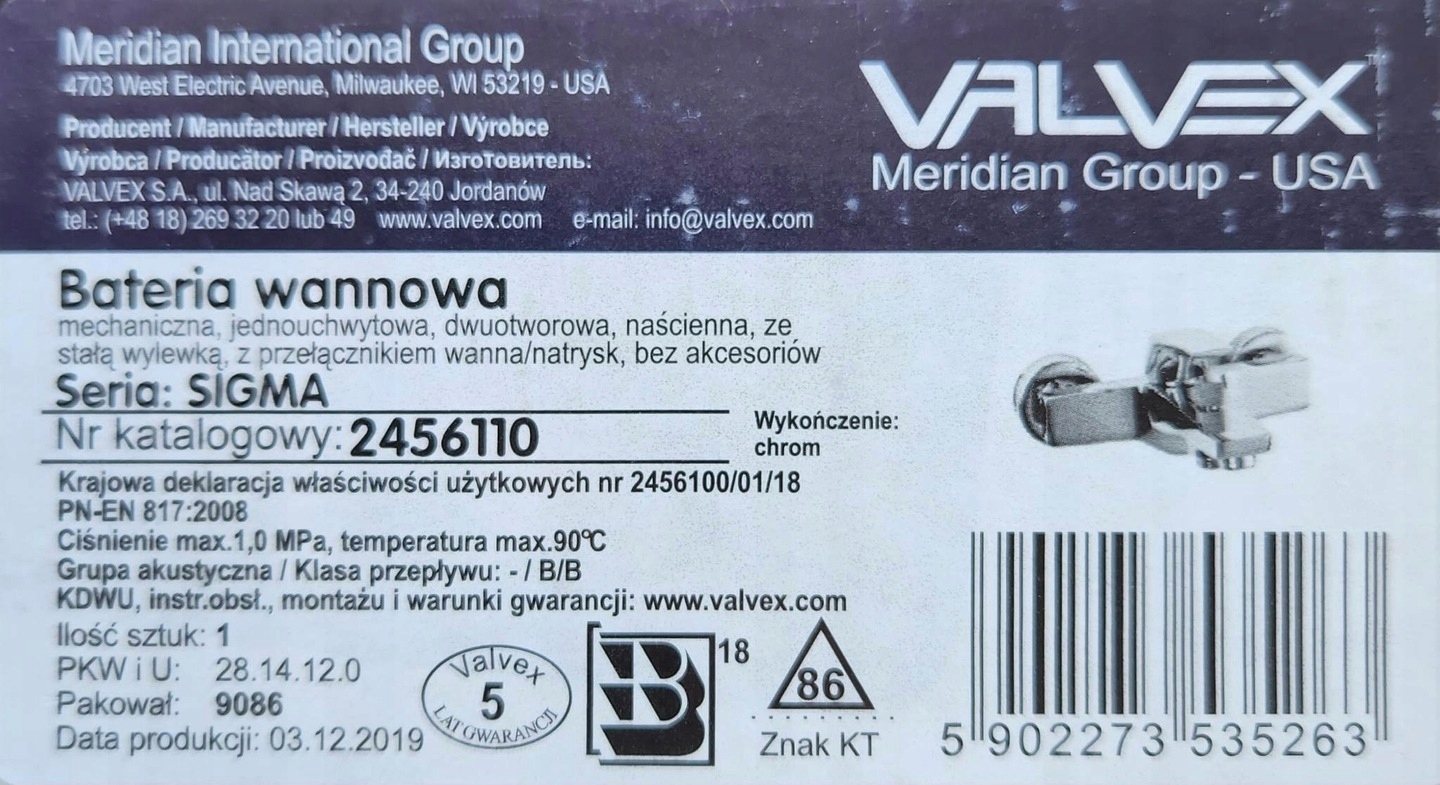 Meridian International Group
4703 West Electric Avenue, Milwaukee, WI 53219 - USA
Producent / Manufacturer / Hersteller / Výrobce
Výrobca / Producător / Proizvođač / Изготовитель:
VALVEX S.A., ul. Nad Skawą 2, 34-240 Jordanów
tel.: (+48 18) 269 32 20 lub 49 www.valvex.com e-mail: info@valvex.com
VALVEX™
Meridian Group - USA
Bateria wannowa
mechaniczna, jednouchwytowa, dwuotworowa, naścienna, ze
stałą wylewką, z przełącznikiem wanna/natrysk, bez akcesoriów
Seria: SIGMA
Nr katalogowy: 2456110
Wykończenie:
chrom
Krajowa deklaracja właściwości użytkowych nr 2456100/01/18
PN-EN 817:2008
Ciśnienie max.1,0 MPa, temperatura max.90°C
Grupa akustyczna / Klasa przepływu: - / B/B
KDWU, instr.obsł., montażu i warunki gwarancji: www.valvex.com
Ilość sztuk: 1
PKW i U: 28.14.12.0
Pakował: 9086
Data produkcji: 03.12.2019
Valvex
5
LAT GWARANCJI
B
18
86
Znak KT
5 902273 535263